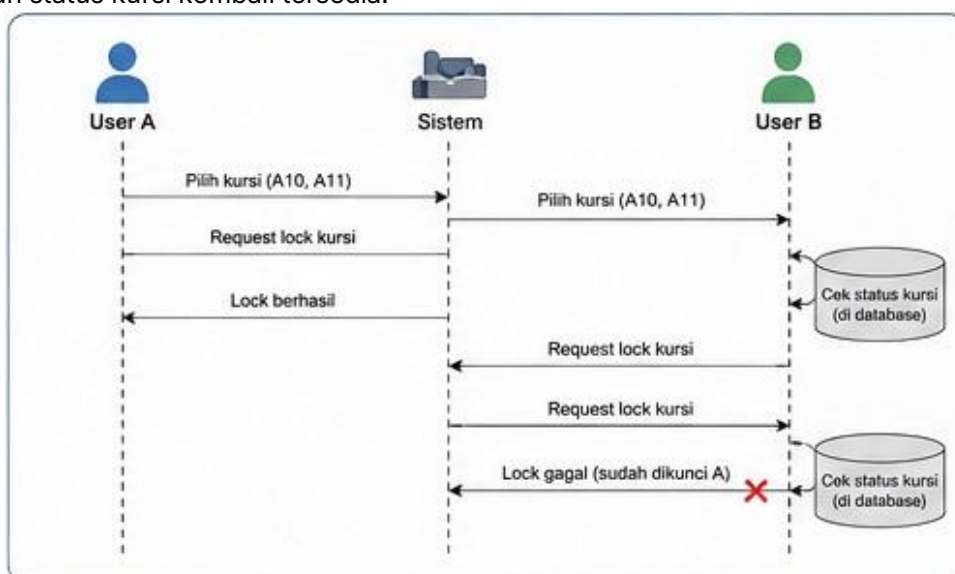 User A
Sistem
User B
Pilih kursi (A10, A11)
Pilih kursi (A10, A11)
Request lock kursi
Lock berhasil
Cek status kursi
(di database)
Request lock kursi
Request lock kursi
Lock gagal (sudah dikunci A)
Cek status kursi
(di database)